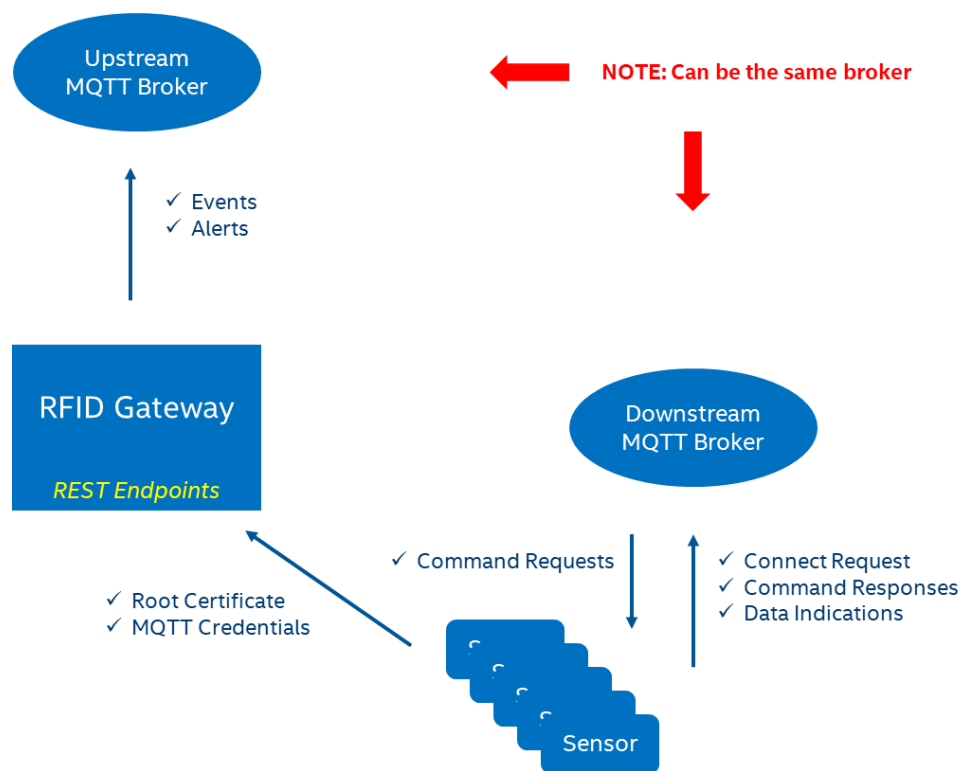 Upstream
MQTT Broker
NOTE: Can be the same broker
✓ Events
✓ Alerts
RFID Gateway
REST Endpoints
Downstream
MQTT Broker
✓ Command Requests
✓ Connect Request
✓ Command Responses
✓ Data Indications
✓ Root Certificate
✓ MQTT Credentials
S
S
S
S
Sensor